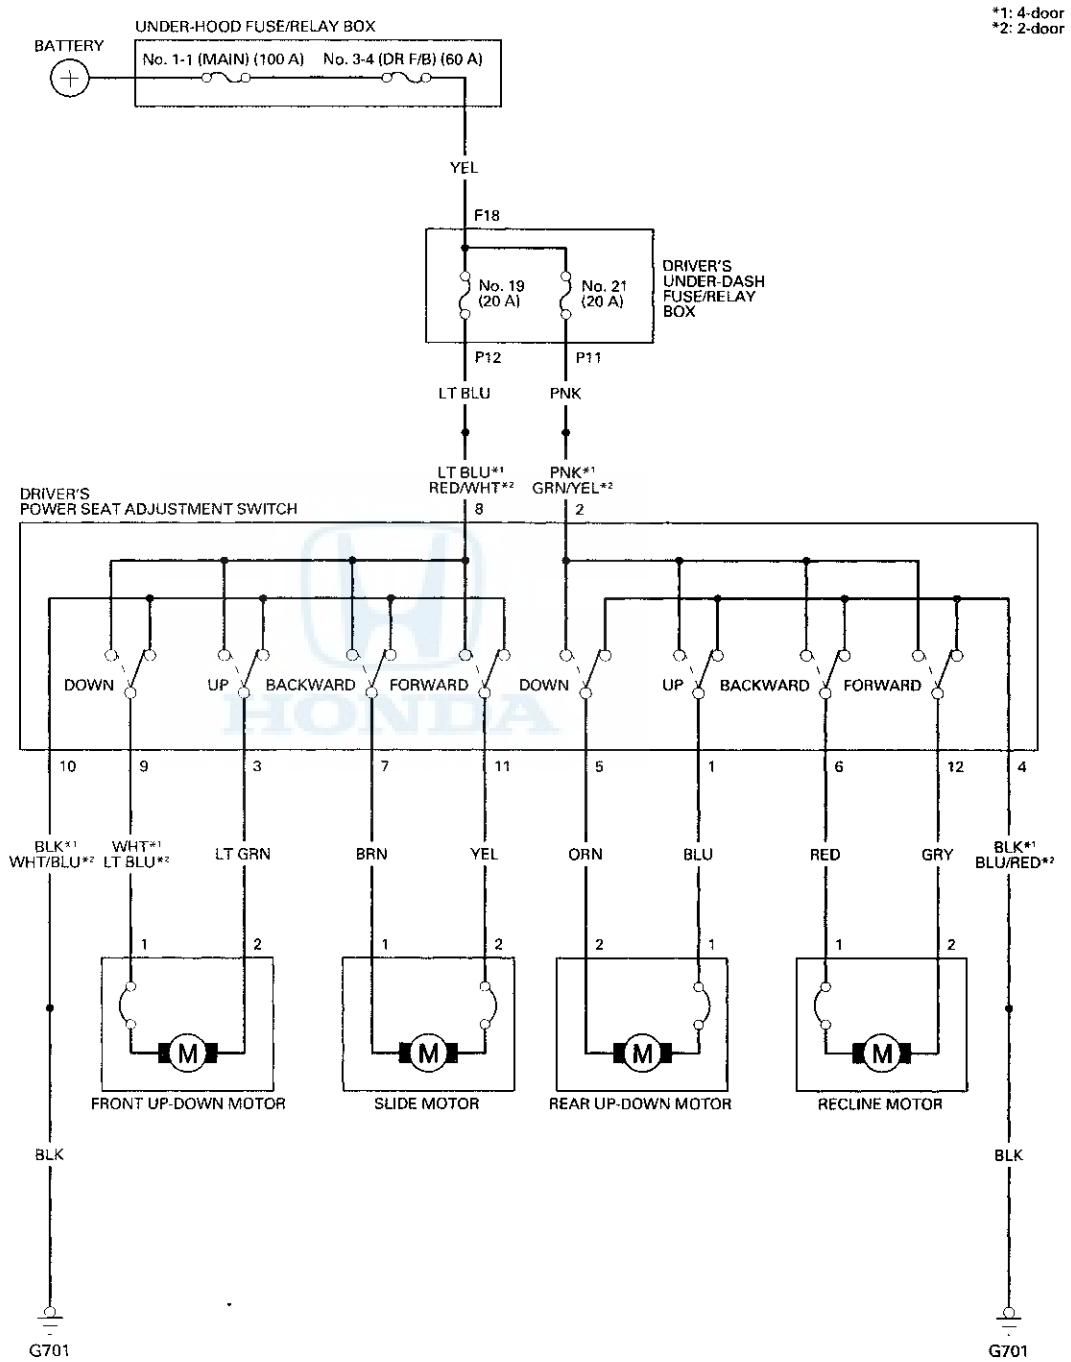 *1: 4-door
*2: 2-door
UNDER-HOOD FUSE/RELAY BOX
BATTERY
No. 1-1 (MAIN) (100 A) No. 3-4 (DR F/B) (60 A)
YEL
F18
DRIVER'S
UNDER-DASH
FUSE/RELAY
BOX
No. 19
(20 A)
No. 21
(20 A)
P12 P11
LT BLU PNK
LT BLU*1 PNK*1
RED/WHT*2 GRN/YEL*2
8 2
DRIVER'S
POWER SEAT ADJUSTMENT SWITCH
DOWN UP BACKWARD FORWARD DOWN UP BACKWARD FORWARD
HONDA
10 9 3 7 11 5 1 6 12 4
BLK*1 WHT*1 LT GRN BRN YEL ORN BLU RED GRY BLK*1
WHT/BLU*2 LT BLU*2 BLU/RED*2
1 2 1 2 2 1 1 2
M M M M
FRONT UP-DOWN MOTOR SLIDE MOTOR REAR UP-DOWN MOTOR RECLINE MOTOR
BLK BLK
G701 G701